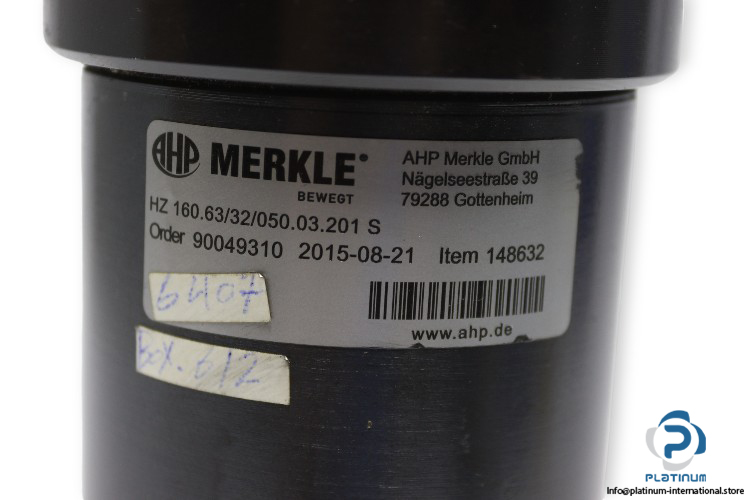 AHP MERKLE®
BEWEGT
AHP Merkle GmbH
Nägelseestraße 39
79288 Gottenheim
HZ 160.63/32/050.03.201 S
Order 90049310 2015-08-21 Item 148632
www.ahp.de
6407
BOX. 612
PLATINUM
Info@platinum-international.store